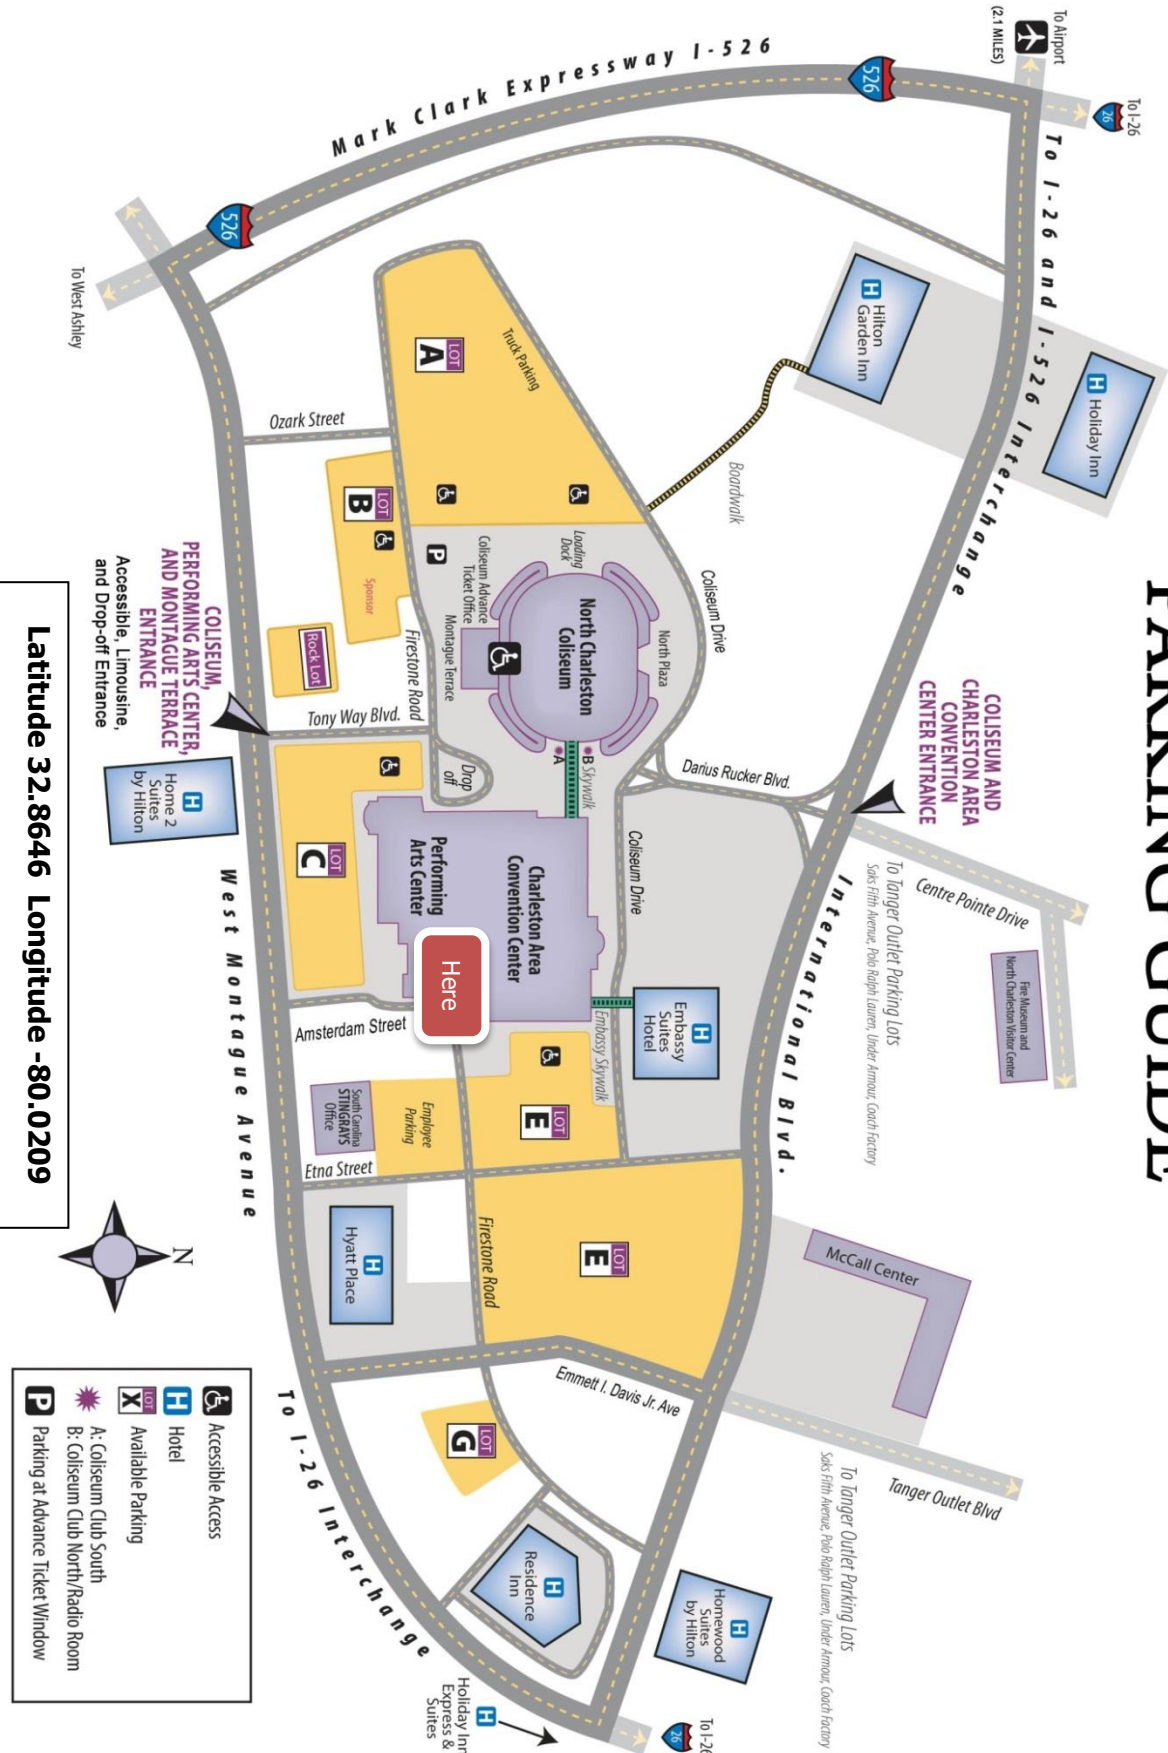 PARKING GUIDE
To Airport
(2.1 MILES)
To I-26
26
Mark Clark Expressway I-526
526
526
To West Ashley
To I-26 and I-526 Interchange
H Hilton
Garden Inn
H Holiday Inn
Boardwalk
Truck Parking
LOT
A
Ozark Street
LOT
B
Sponsor
Rock Lot
P
Coliseum Advance
Ticket Office
Montague Terrace
Loading
Dock
North Charleston
Coliseum
North Plaza
Coliseum Drive
Firestone Road
Tony Way Blvd.
Drop
off
A
B
Skywalk
Darius Rucker Blvd.
COLISEUM AND
CHARLESTON AREA
CONVENTION
CENTER ENTRANCE
COLISEUM,
PERFORMING ARTS CENTER,
AND MONTAGUE TERRACE
ENTRANCE
Accessible, Limousine,
and Drop-off Entrance
H
Home 2
Suites
by Hilton
LOT
C
Performing
Arts Center
Charleston Area
Convention Center
Coliseum Drive
Here
Centre Pointe Drive
To Tanger Outlet Parking Lots
Saks Fifth Avenue, Polo Ralph Lauren, Under Armour, Coach Factory
Fire Museum and
North Charleston Visitor Center
International Blvd.
H
Embassy
Suites
Hotel
Embassy Skywalk
Amsterdam Street
West Montague Avenue
LOT
E
Employee
Parking
South Carolina
STINGRAYS
Office
Etna Street
H
Hyatt Place
Firestone Road
LOT
E
McCall Center
Emmett I. Davis Jr. Ave
Tanger Outlet Blvd
To Tanger Outlet Parking Lots
Saks Fifth Avenue, Polo Ralph Lauren, Under Armour, Coach Factory
LOT
G
H
Residence
Inn
H
Homewood
Suites
by Hilton
To I-26 Interchange
H
Holiday Inn
Express &
Suites
To I-26
26
Latitude 32.8646 Longitude -80.0209
N
Accessible Access
H Hotel
LOT
X Available Parking
A: Coliseum Club South
B: Coliseum Club North/Radio Room
P Parking at Advance Ticket Window